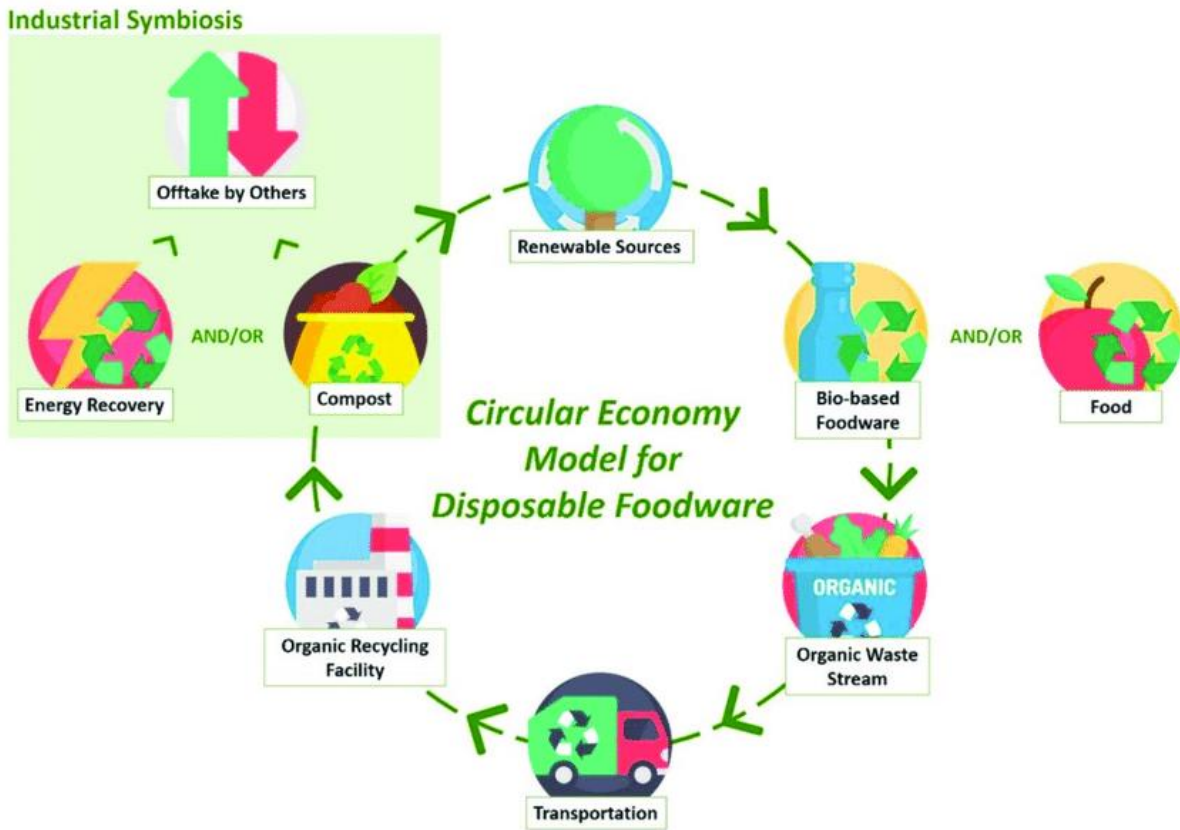 Industrial Symbiosis
Offtake by Others
Renewable Sources
Energy Recovery
AND/OR
Compost
Bio-based
Foodware
AND/OR
Food
Circular Economy
Model for
Disposable Foodware
Organic Recycling
Facility
ORGANIC
Organic Waste
Stream
Transportation